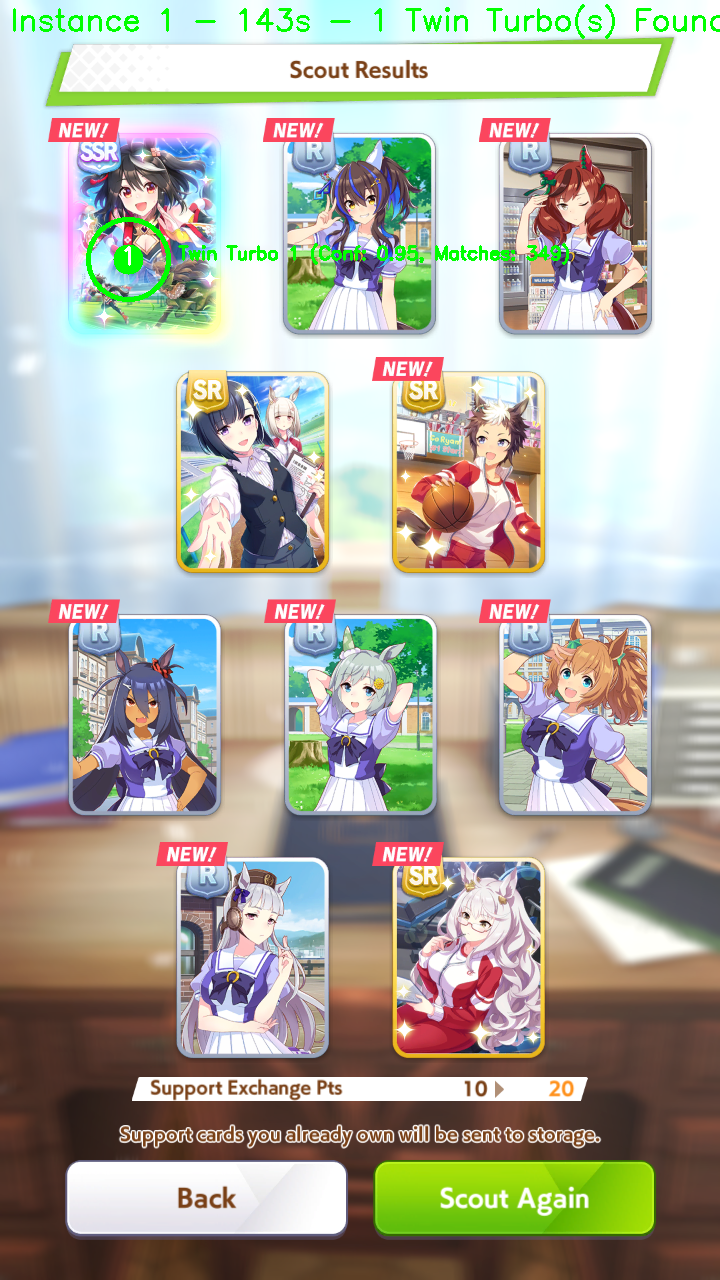 Instance 1 - 143s - 1 Twin Turbo(s) Found
Scout Results
NEW! NEW! NEW!
SSR R R
1 Twin Turbo 1 (Conf: 0.95, Matches: 349)
NEW!
SR SR
NEW! NEW! NEW!
R R R
NEW! NEW!
R SR
Support Exchange Pts 10 20
Support cards you already own will be sent to storage.
Back Scout Again